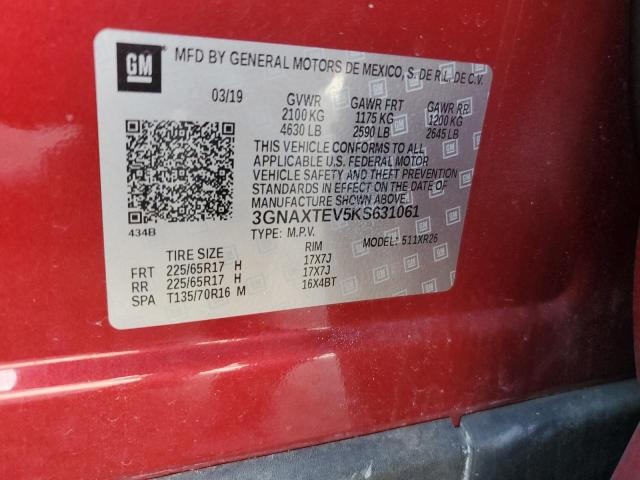 GM
MFD BY GENERAL MOTORS DE MEXICO, S. DE R.L. DE C.V.
03/19 GVWR GAWR FRT GAWR RR
2100 KG 1175 KG 1200 KG
4630 LB 2590 LB 2645 LB
THIS VEHICLE CONFORMS TO ALL
APPLICABLE U.S. FEDERAL MOTOR
VEHICLE SAFETY AND THEFT PREVENTION
STANDARDS IN EFFECT ON THE DATE OF
MANUFACTURE SHOWN ABOVE.
434B 3GNAXTEV5KS631061
TYPE: M.P.V. MODEL: 511XR26
TIRE SIZE RIM
FRT 225/65R17 H 17X7J
RR 225/65R17 H 17X7J
SPA T135/70R16 M 16X4BT